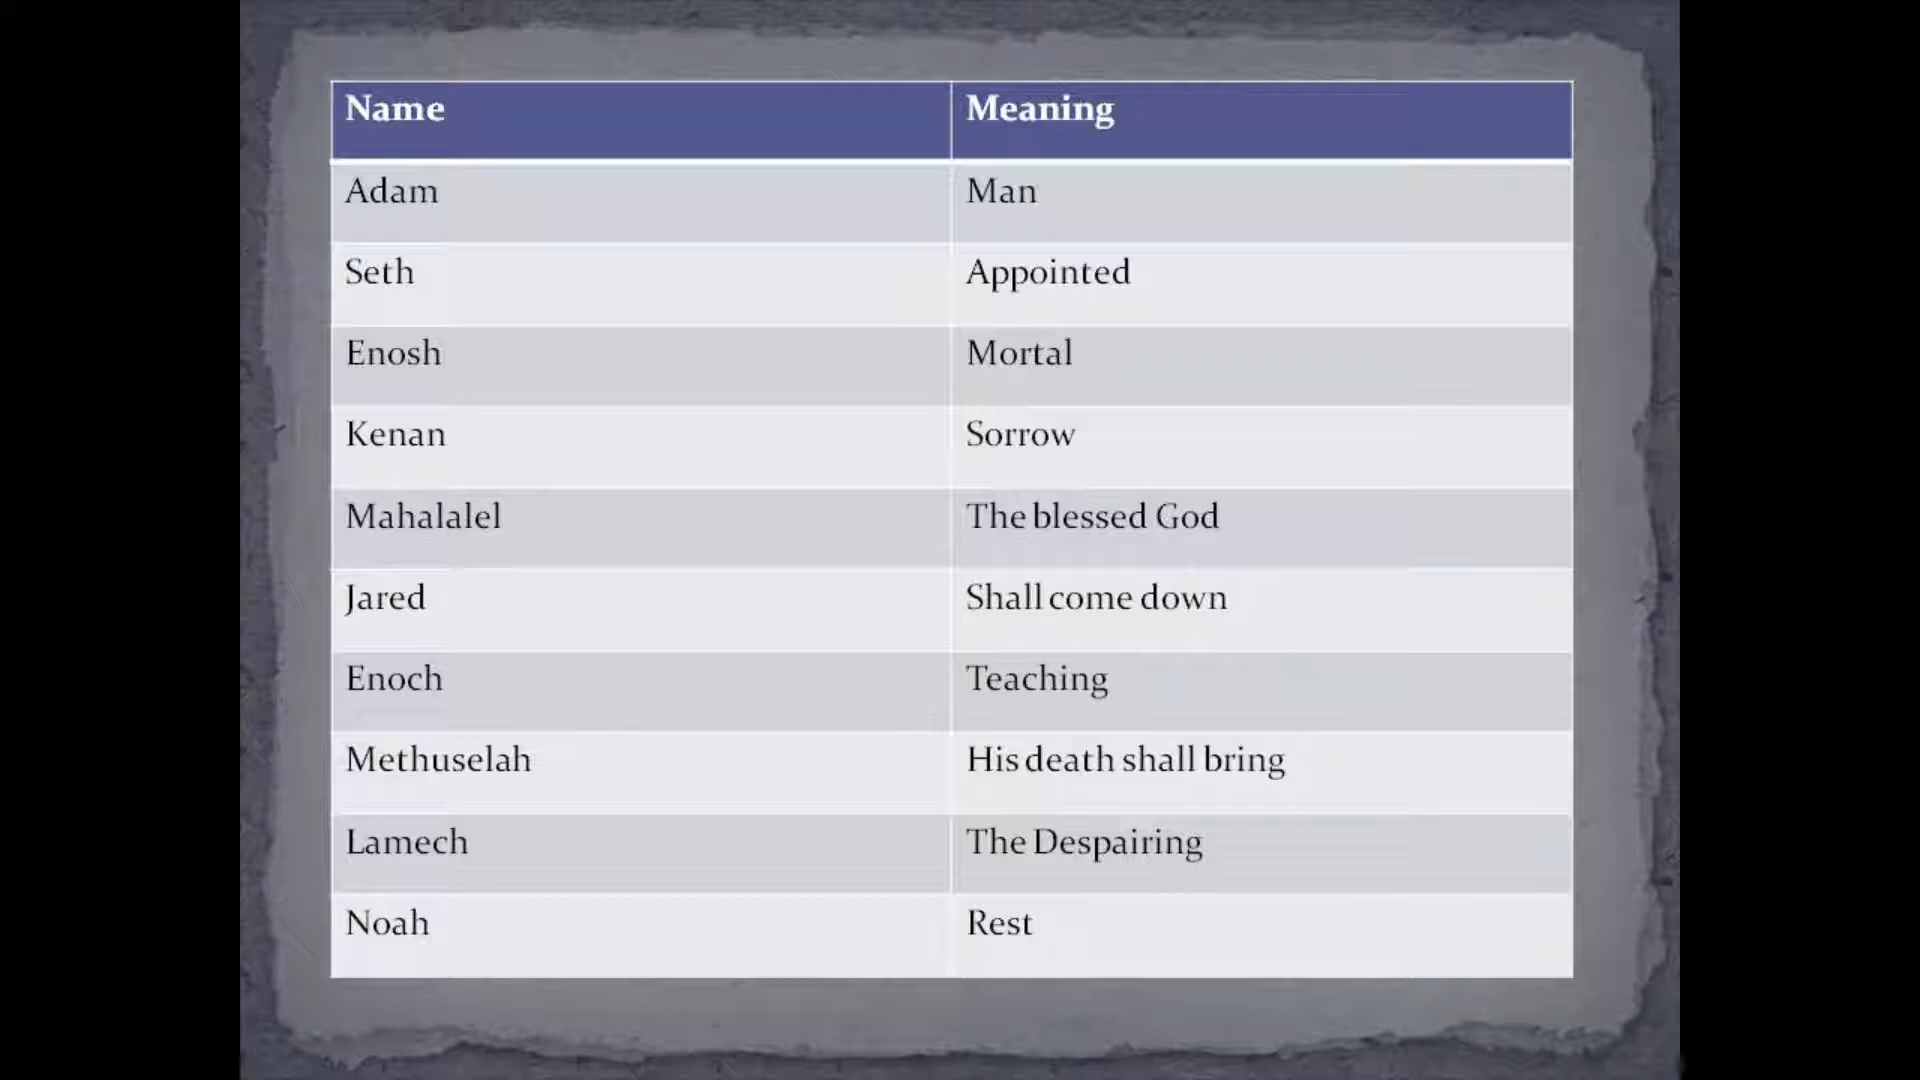 Name Meaning
Adam Man
Seth Appointed
Enosh Mortal
Kenan Sorrow
Mahalalel The blessed God
Jared Shall come down
Enoch Teaching
Methuselah His death shall bring
Lamech The Despairing
Noah Rest